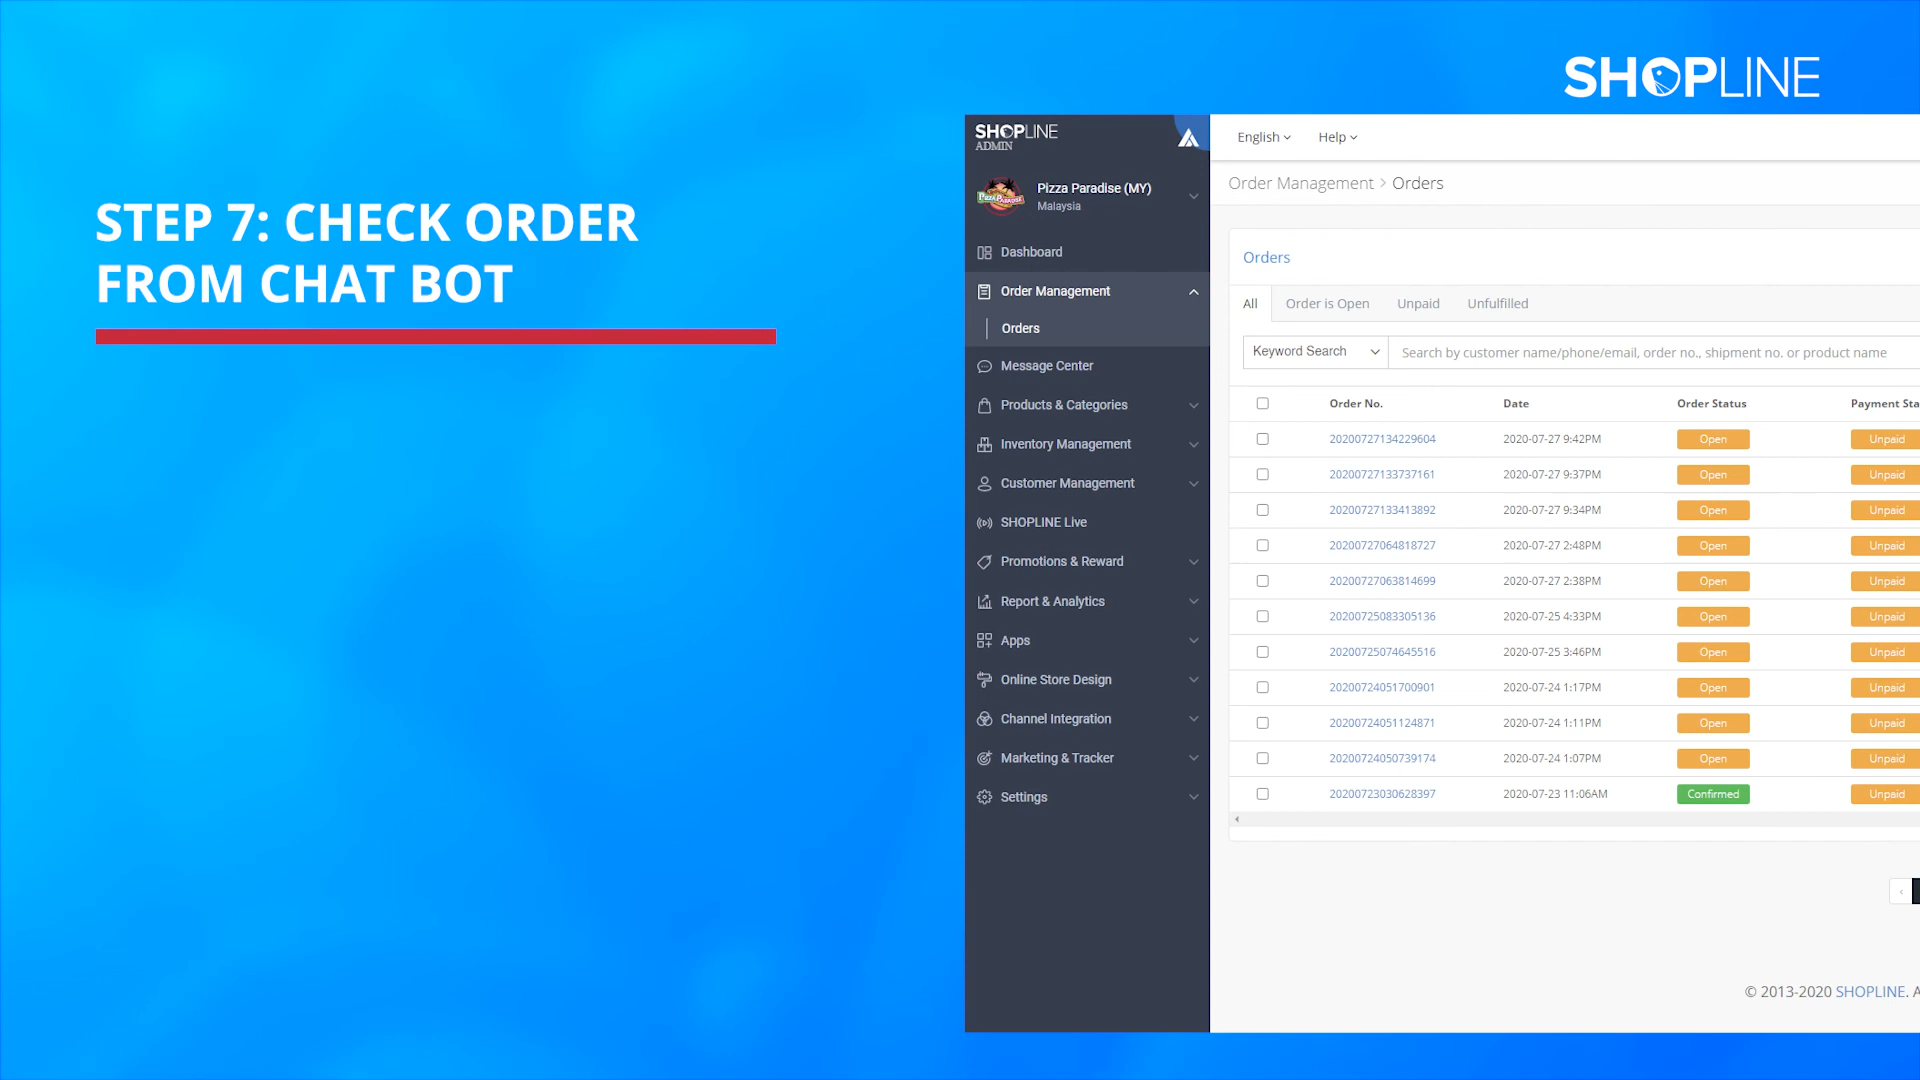 SHOPLINE
STEP 7: CHECK ORDER
FROM CHAT BOT
SHOPLINE
ADMIN
Pizza Paradise (MY)
Malaysia
Dashboard
Order Management
Orders
Message Center
Products & Categories
Inventory Management
Customer Management
SHOPLINE Live
Promotions & Reward
Report & Analytics
Apps
Online Store Design
Channel Integration
Marketing & Tracker
Settings
English Help
Order Management > Orders
Orders
All Order is Open Unpaid Unfulfilled
Keyword Search Search by customer name/phone/email, order no., shipment no. or product name
Order No. Date Order Status Payment Sta
20200727134229604 2020-07-27 9:42PM Open Unpaid
20200727133737161 2020-07-27 9:37PM Open Unpaid
20200727133413892 2020-07-27 9:34PM Open Unpaid
20200727064818727 2020-07-27 2:48PM Open Unpaid
20200727063814699 2020-07-27 2:38PM Open Unpaid
20200725083305136 2020-07-25 4:33PM Open Unpaid
20200725074645516 2020-07-25 3:46PM Open Unpaid
20200724051700901 2020-07-24 1:17PM Open Unpaid
20200724051124871 2020-07-24 1:11PM Open Unpaid
20200724050739174 2020-07-24 1:07PM Open Unpaid
20200723030628397 2020-07-23 11:06AM Confirmed Unpaid
© 2013-2020 SHOPLINE. A